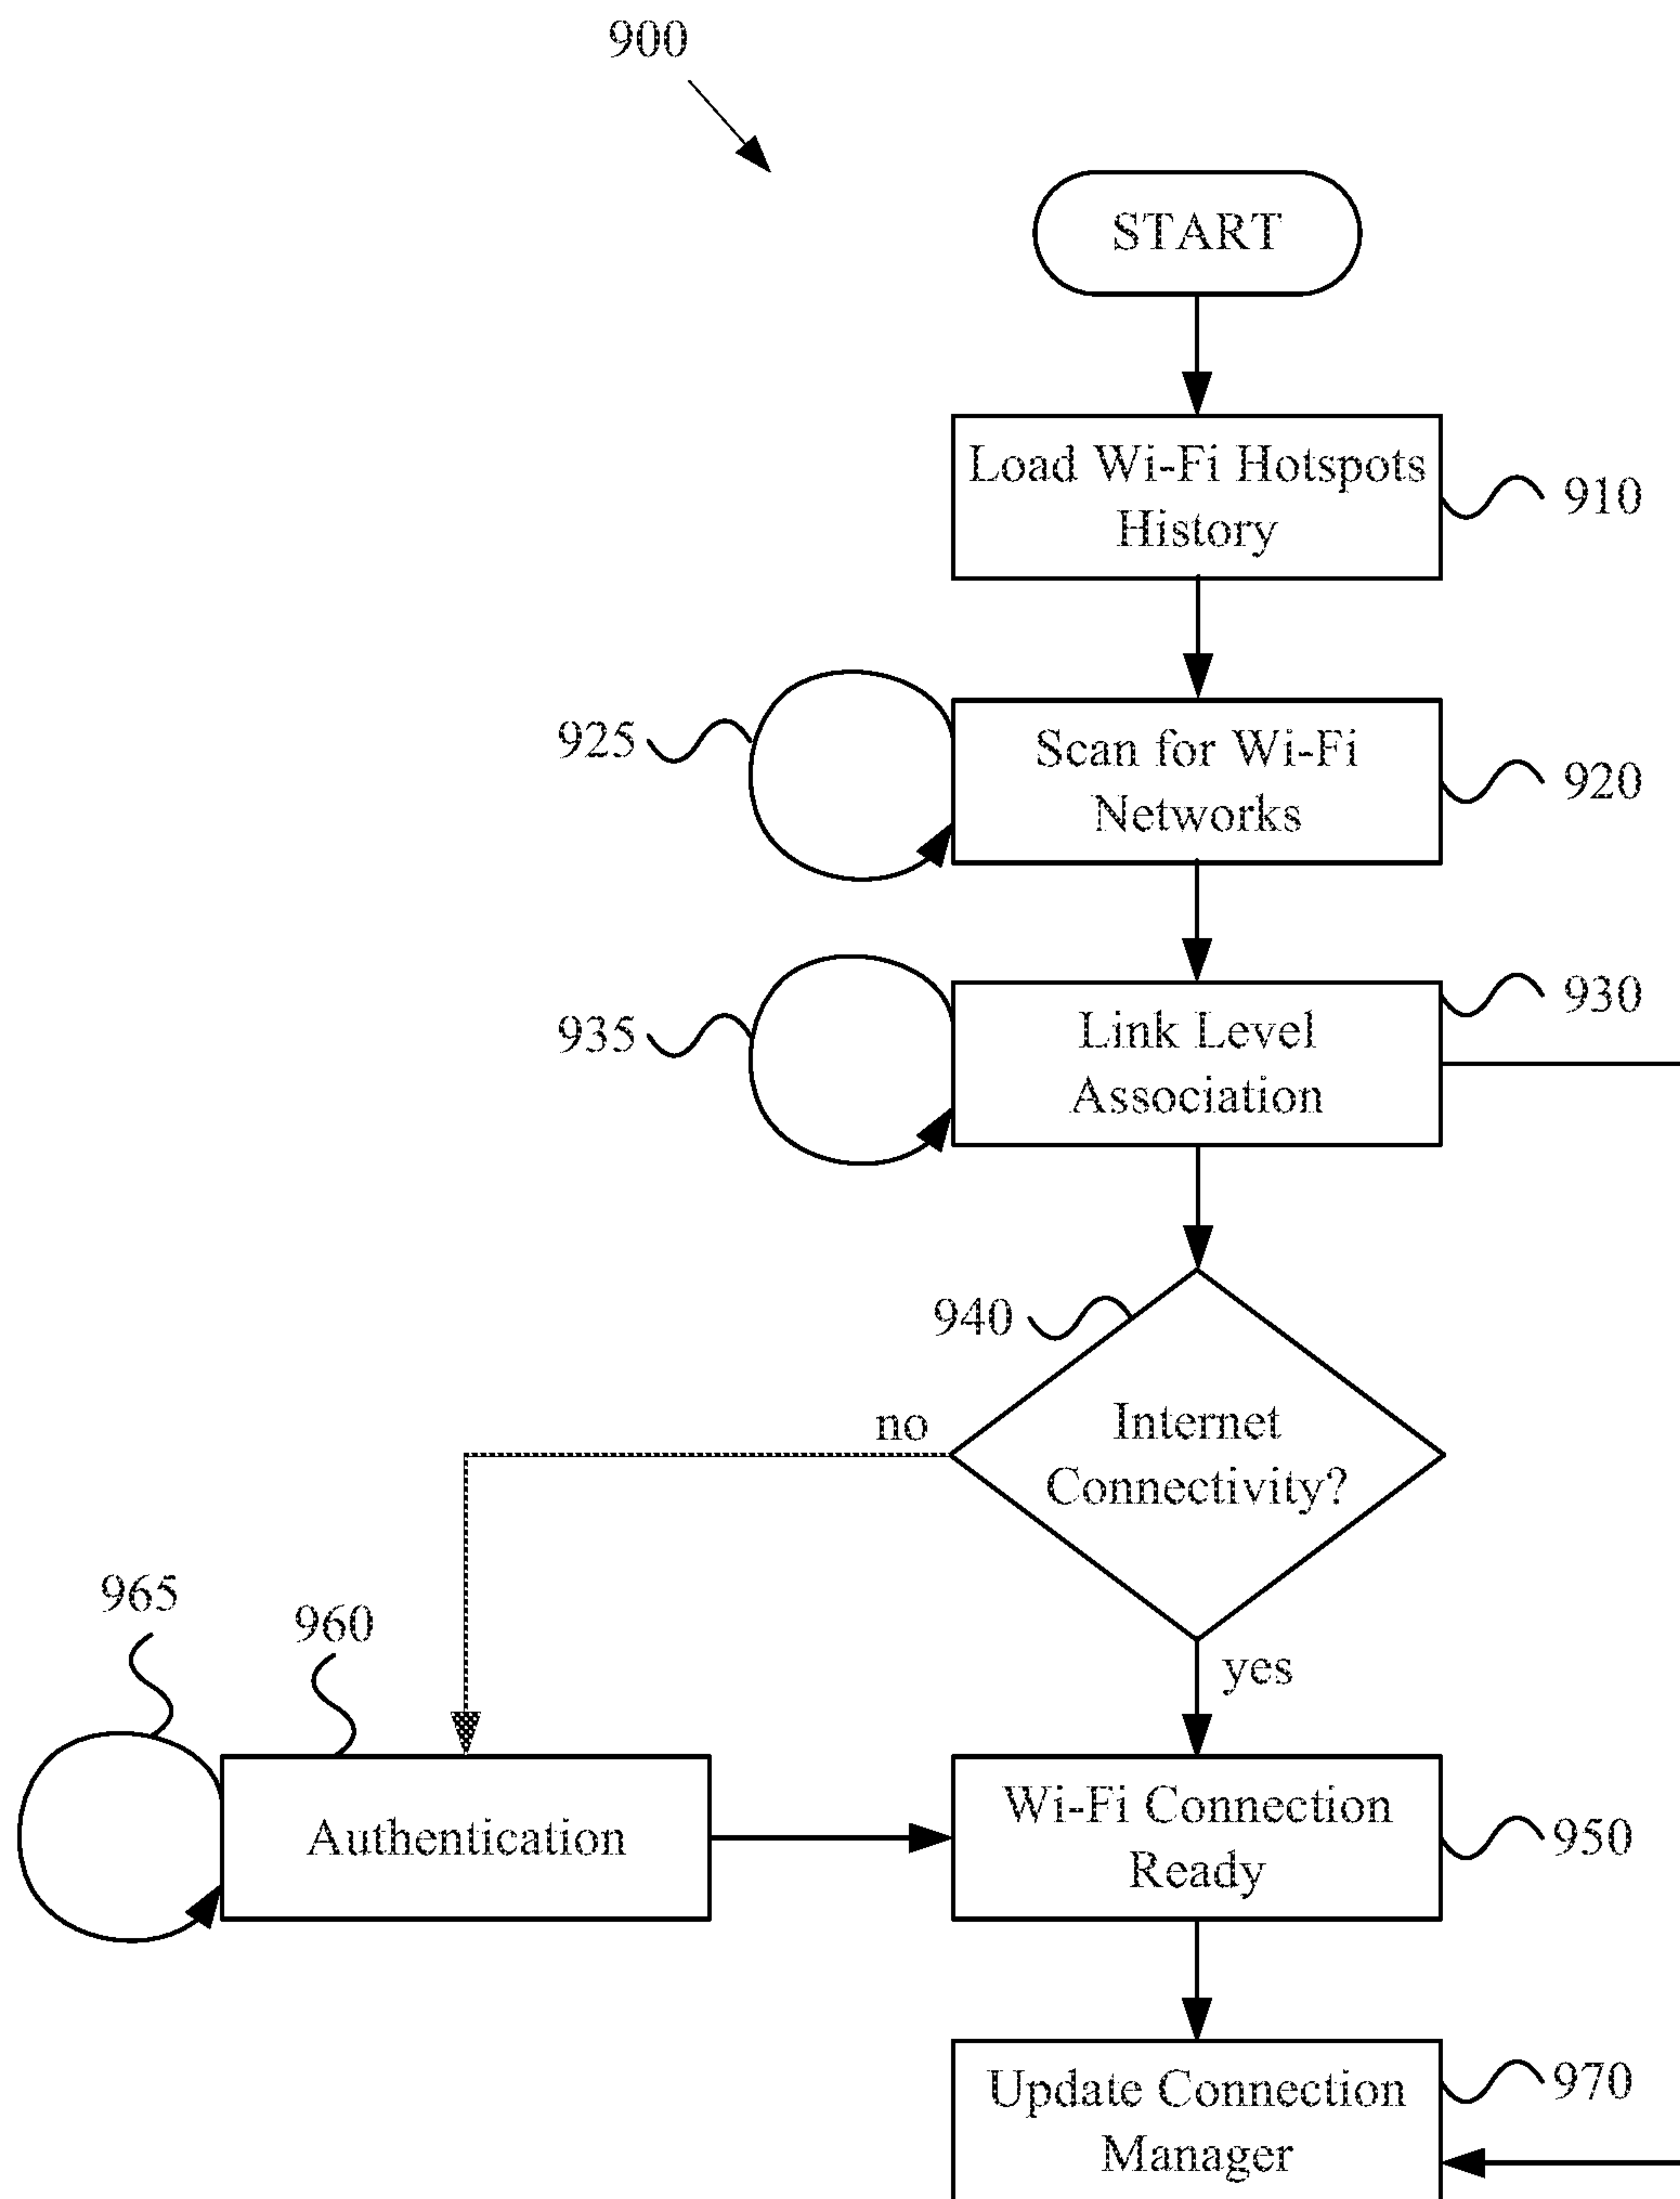 900
START
Load Wi-Fi Hotspots
History
910
925
Scan for Wi-Fi
Networks
920
935
Link Level
Association
930
940
Internet
Connectivity?
no
yes
965
960
Authentication
Wi-Fi Connection
Ready
950
Update Connection
Manager
970